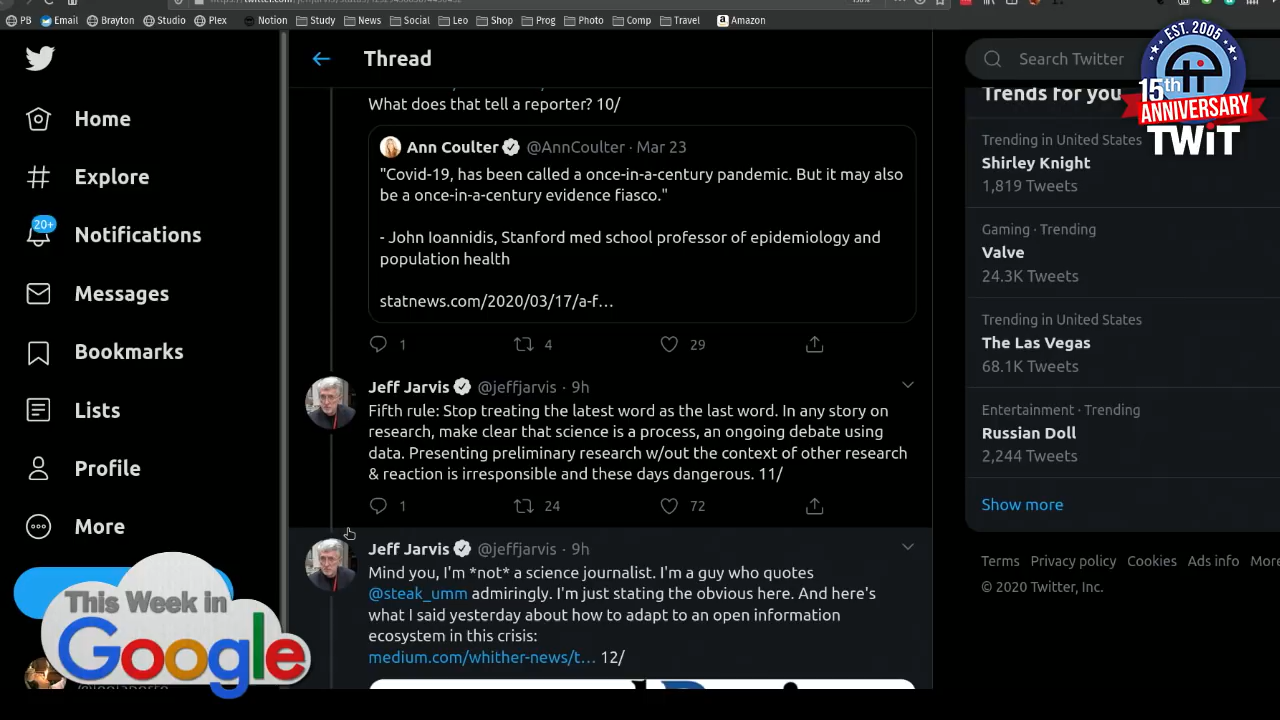 PB Email Brayton Studio Plex Notion Study News Social Leo Shop Prog Photo Comp Travel Amazon
Thread
Search Twitter
EST. 2005
15th
ANNIVERSARY
TWiT
Home
Explore
20+
Notifications
Messages
Bookmarks
Lists
Profile
More
This Week in
Google
What does that tell a reporter? 10/
Ann Coulter @AnnCoulter · Mar 23
"Covid-19, has been called a once-in-a-century pandemic. But it may also
be a once-in-a-century evidence fiasco."
- John Ioannidis, Stanford med school professor of epidemiology and
population health
statnews.com/2020/03/17/a-f…
1 4 29
Jeff Jarvis @jeffjarvis · 9h
Fifth rule: Stop treating the latest word as the last word. In any story on
research, make clear that science is a process, an ongoing debate using
data. Presenting preliminary research w/out the context of other research
& reaction is irresponsible and these days dangerous. 11/
1 24 72
Jeff Jarvis @jeffjarvis · 9h
Mind you, I'm *not* a science journalist. I'm a guy who quotes
@steak_umm admiringly. I'm just stating the obvious here. And here's
what I said yesterday about how to adapt to an open information
ecosystem in this crisis:
medium.com/whither-news/t… 12/
Trends for you
Trending in United States
Shirley Knight
1,819 Tweets
Gaming · Trending
Valve
24.3K Tweets
Trending in United States
The Las Vegas
68.1K Tweets
Entertainment · Trending
Russian Doll
2,244 Tweets
Show more
Terms Privacy policy Cookies Ads info More
© 2020 Twitter, Inc.